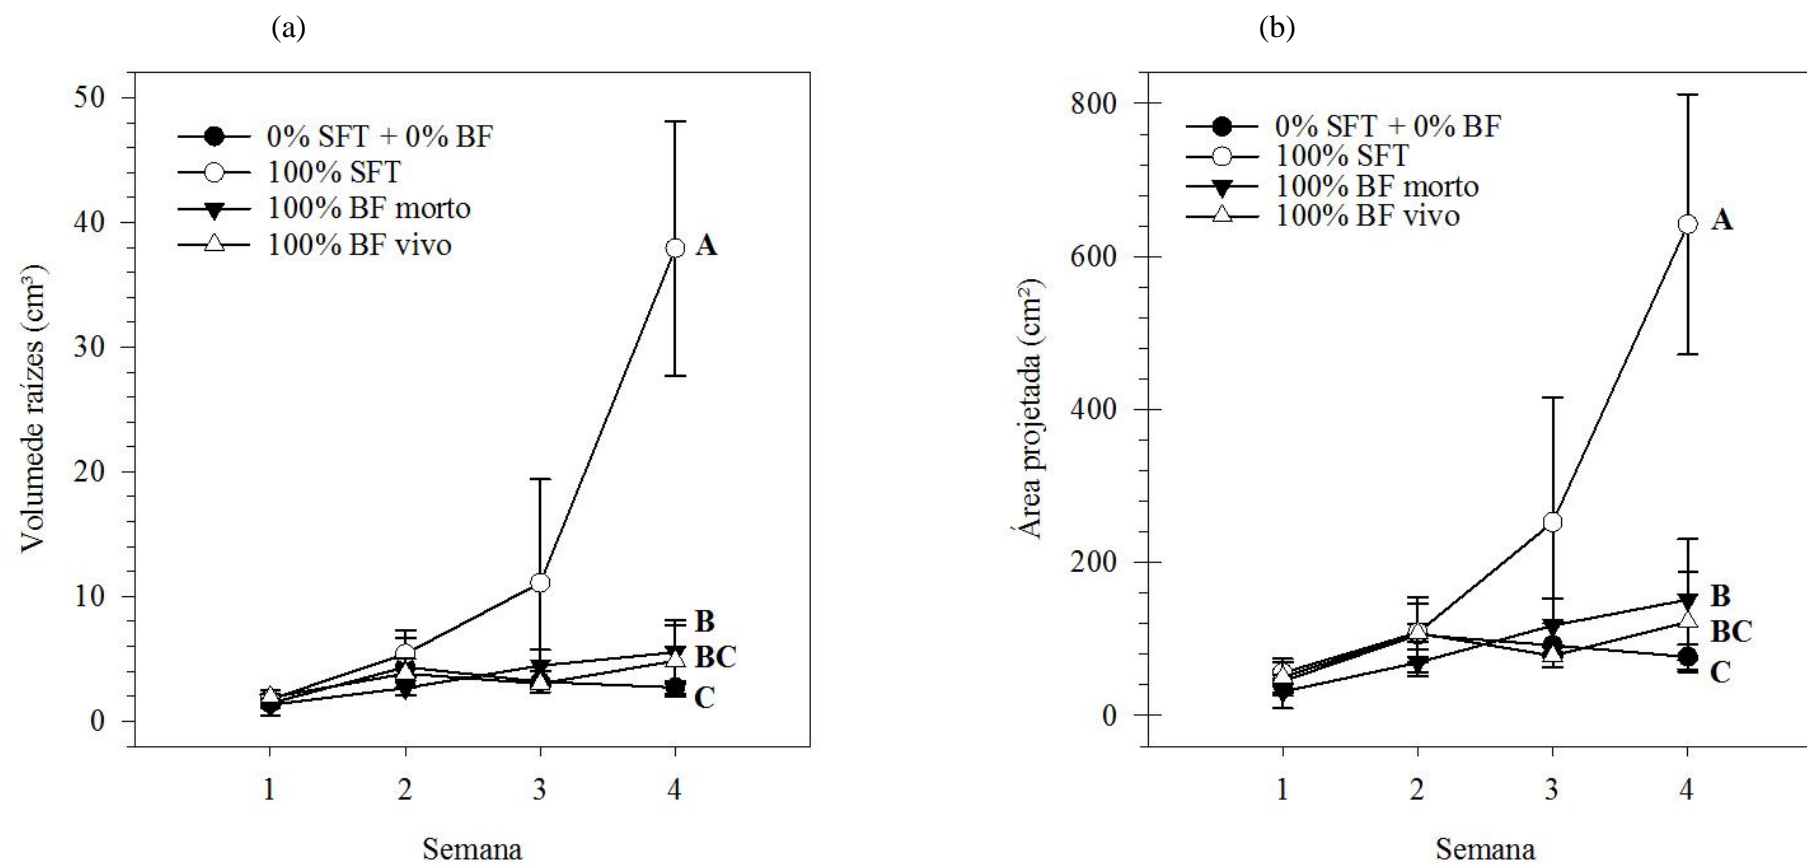 (a)
50
40
30
20
10
0
Volumede raízes (cm³)
0% SFT + 0% BF
100% SFT
100% BF morto
100% BF vivo
A
B
BC
C
1 2 3 4
Semana
(b)
800
600
400
200
0
Área projetada (cm²)
0% SFT + 0% BF
100% SFT
100% BF morto
100% BF vivo
A
B
BC
C
1 2 3 4
Semana